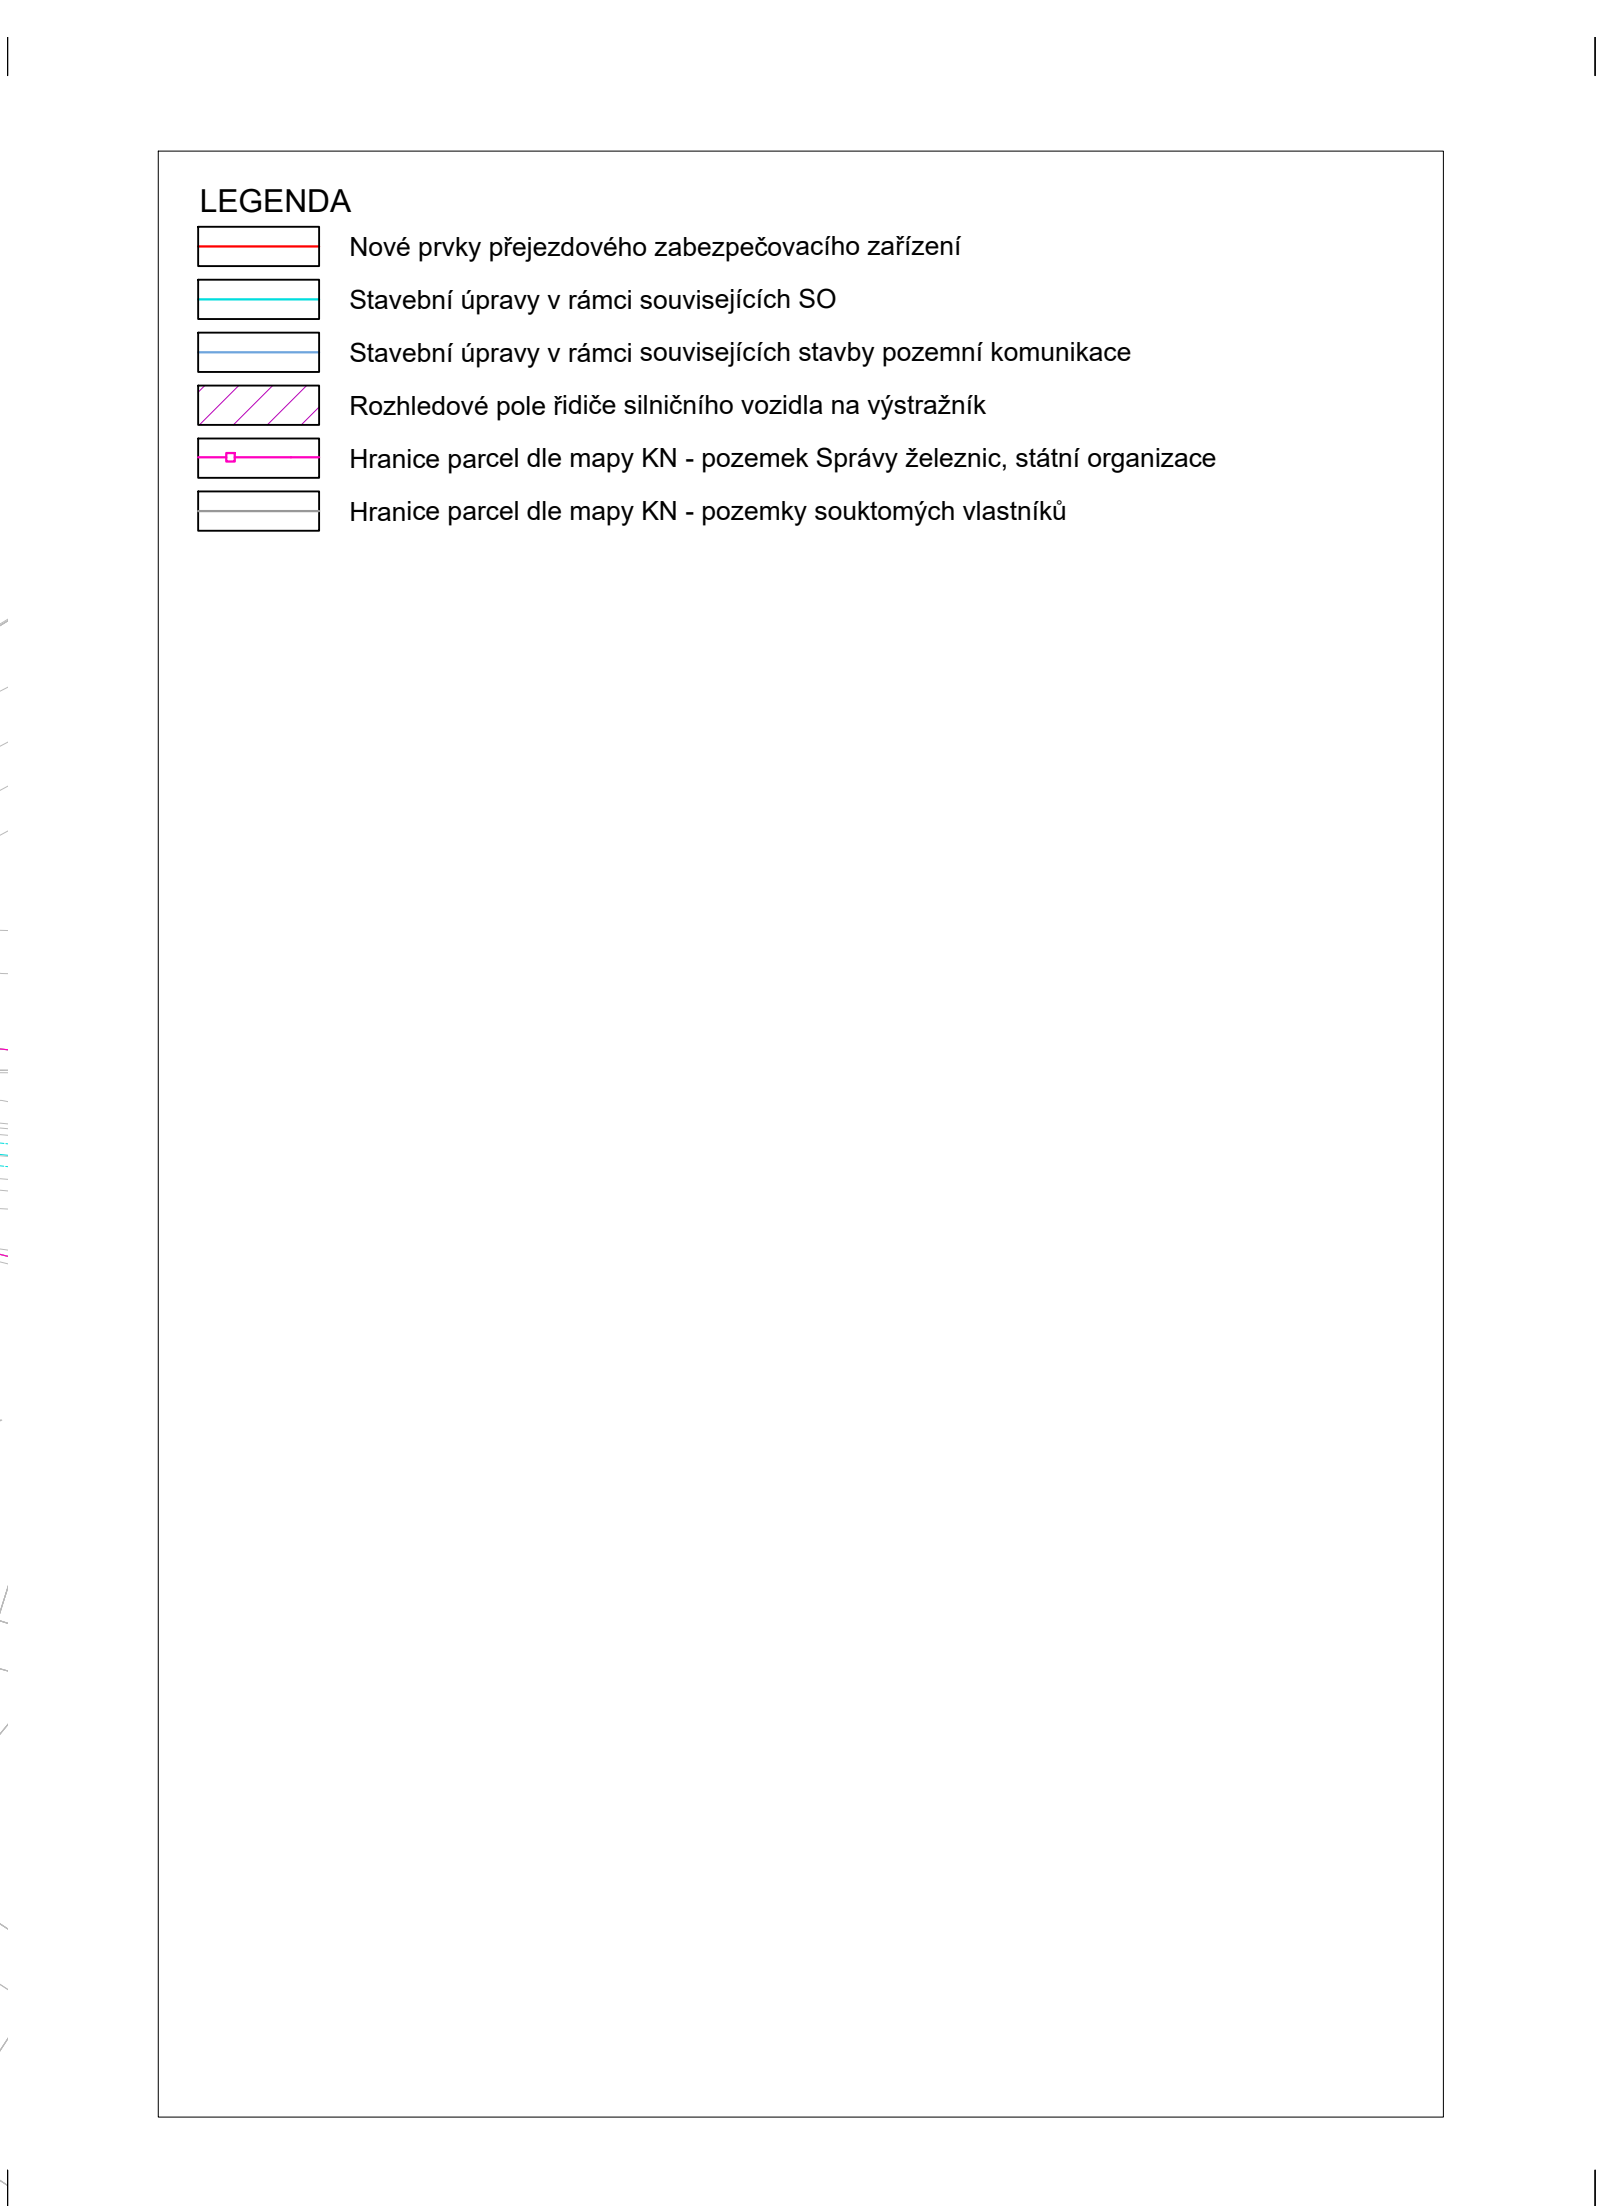 LEGENDA
Nové prvky přejezdového zabezpečovacího zařízení
Stavební úpravy v rámci souvisejících SO
Stavební úpravy v rámci souvisejících stavby pozemní komunikace
Rozhledové pole řidiče silničního vozidla na výstražník
Hranice parcel dle mapy KN - pozemek Správy železnic, státní organizace
Hranice parcel dle mapy KN - pozemky souktomých vlastníků